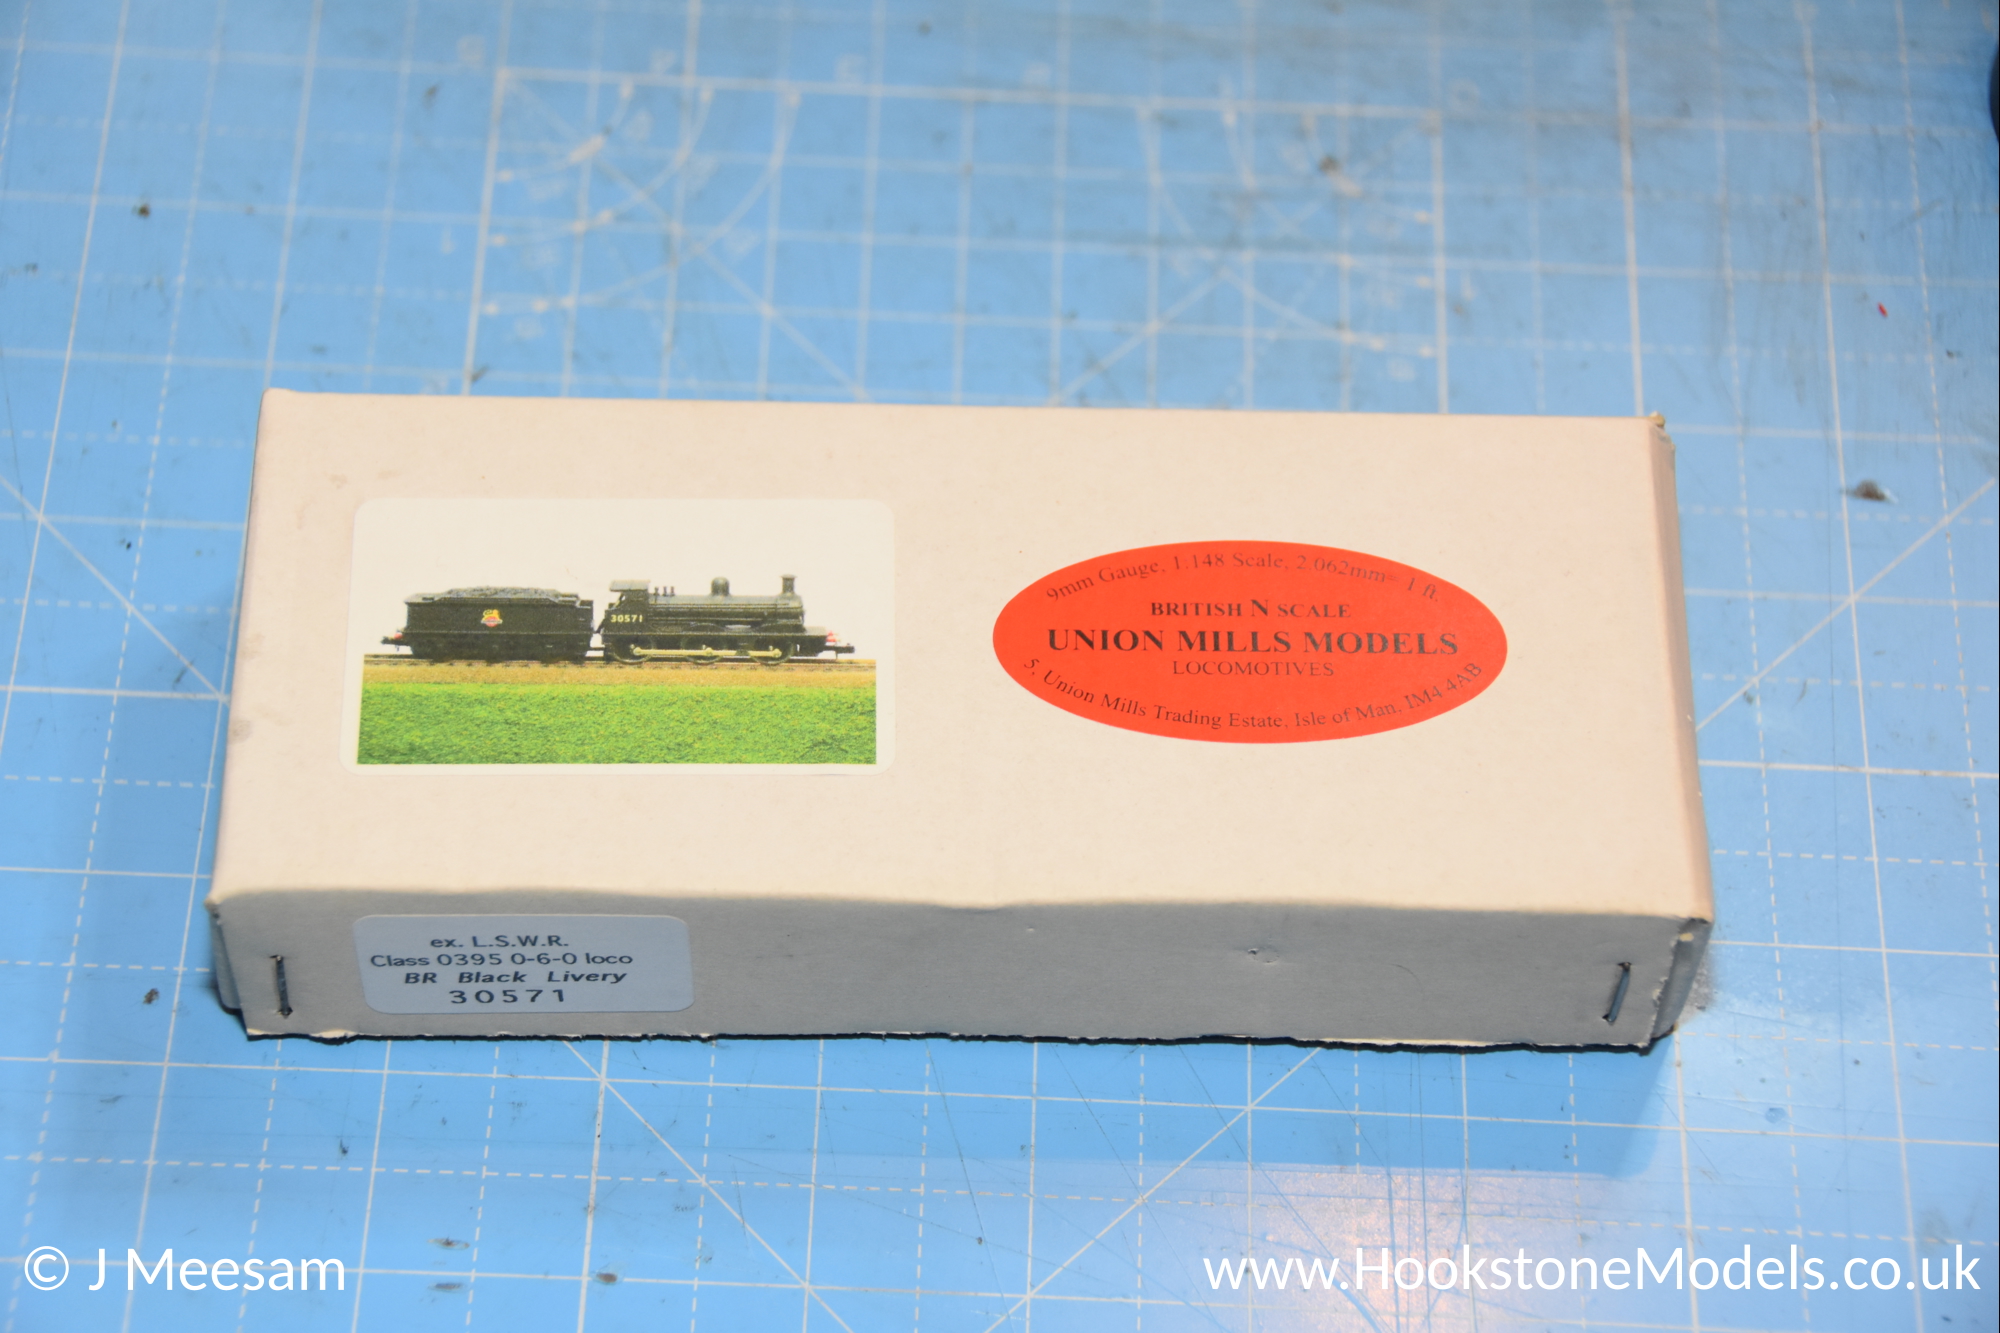 30571
9mm Gauge, 1:148 Scale, 2.062mm= 1 ft.
BRITISH N SCALE
UNION MILLS MODELS
LOCOMOTIVES
5, Union Mills Trading Estate, Isle of Man, IM4 4AB
ex. L.S.W.R.
Class 0395 0-6-0 loco
BR Black Livery
30571
© J Meesam
www.HookstoneModels.co.uk